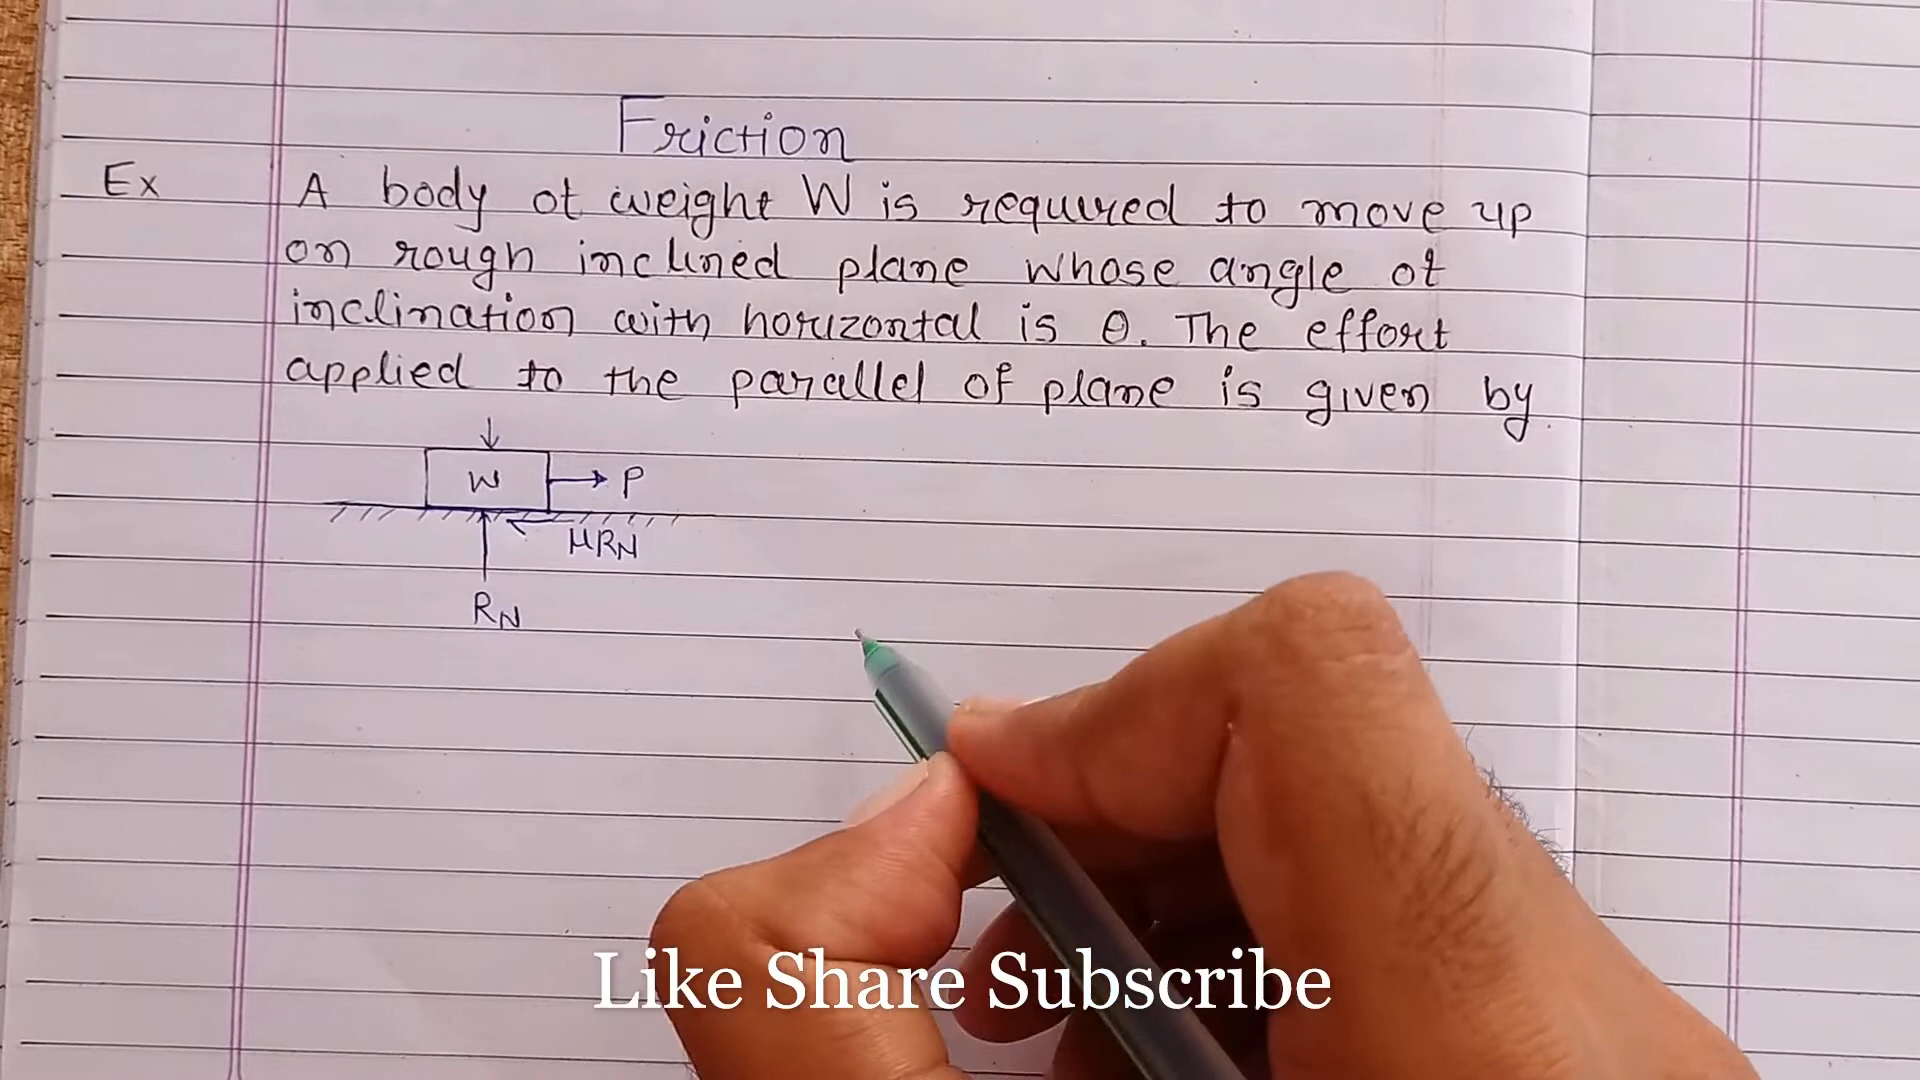 Friction
Ex A body of weight W is required to move up
on rough inclined plane whose angle of
inclination with horizontal is θ. The effort
applied to the parallel of plane is given by.
W
P
μRN
RN
Like Share Subscribe